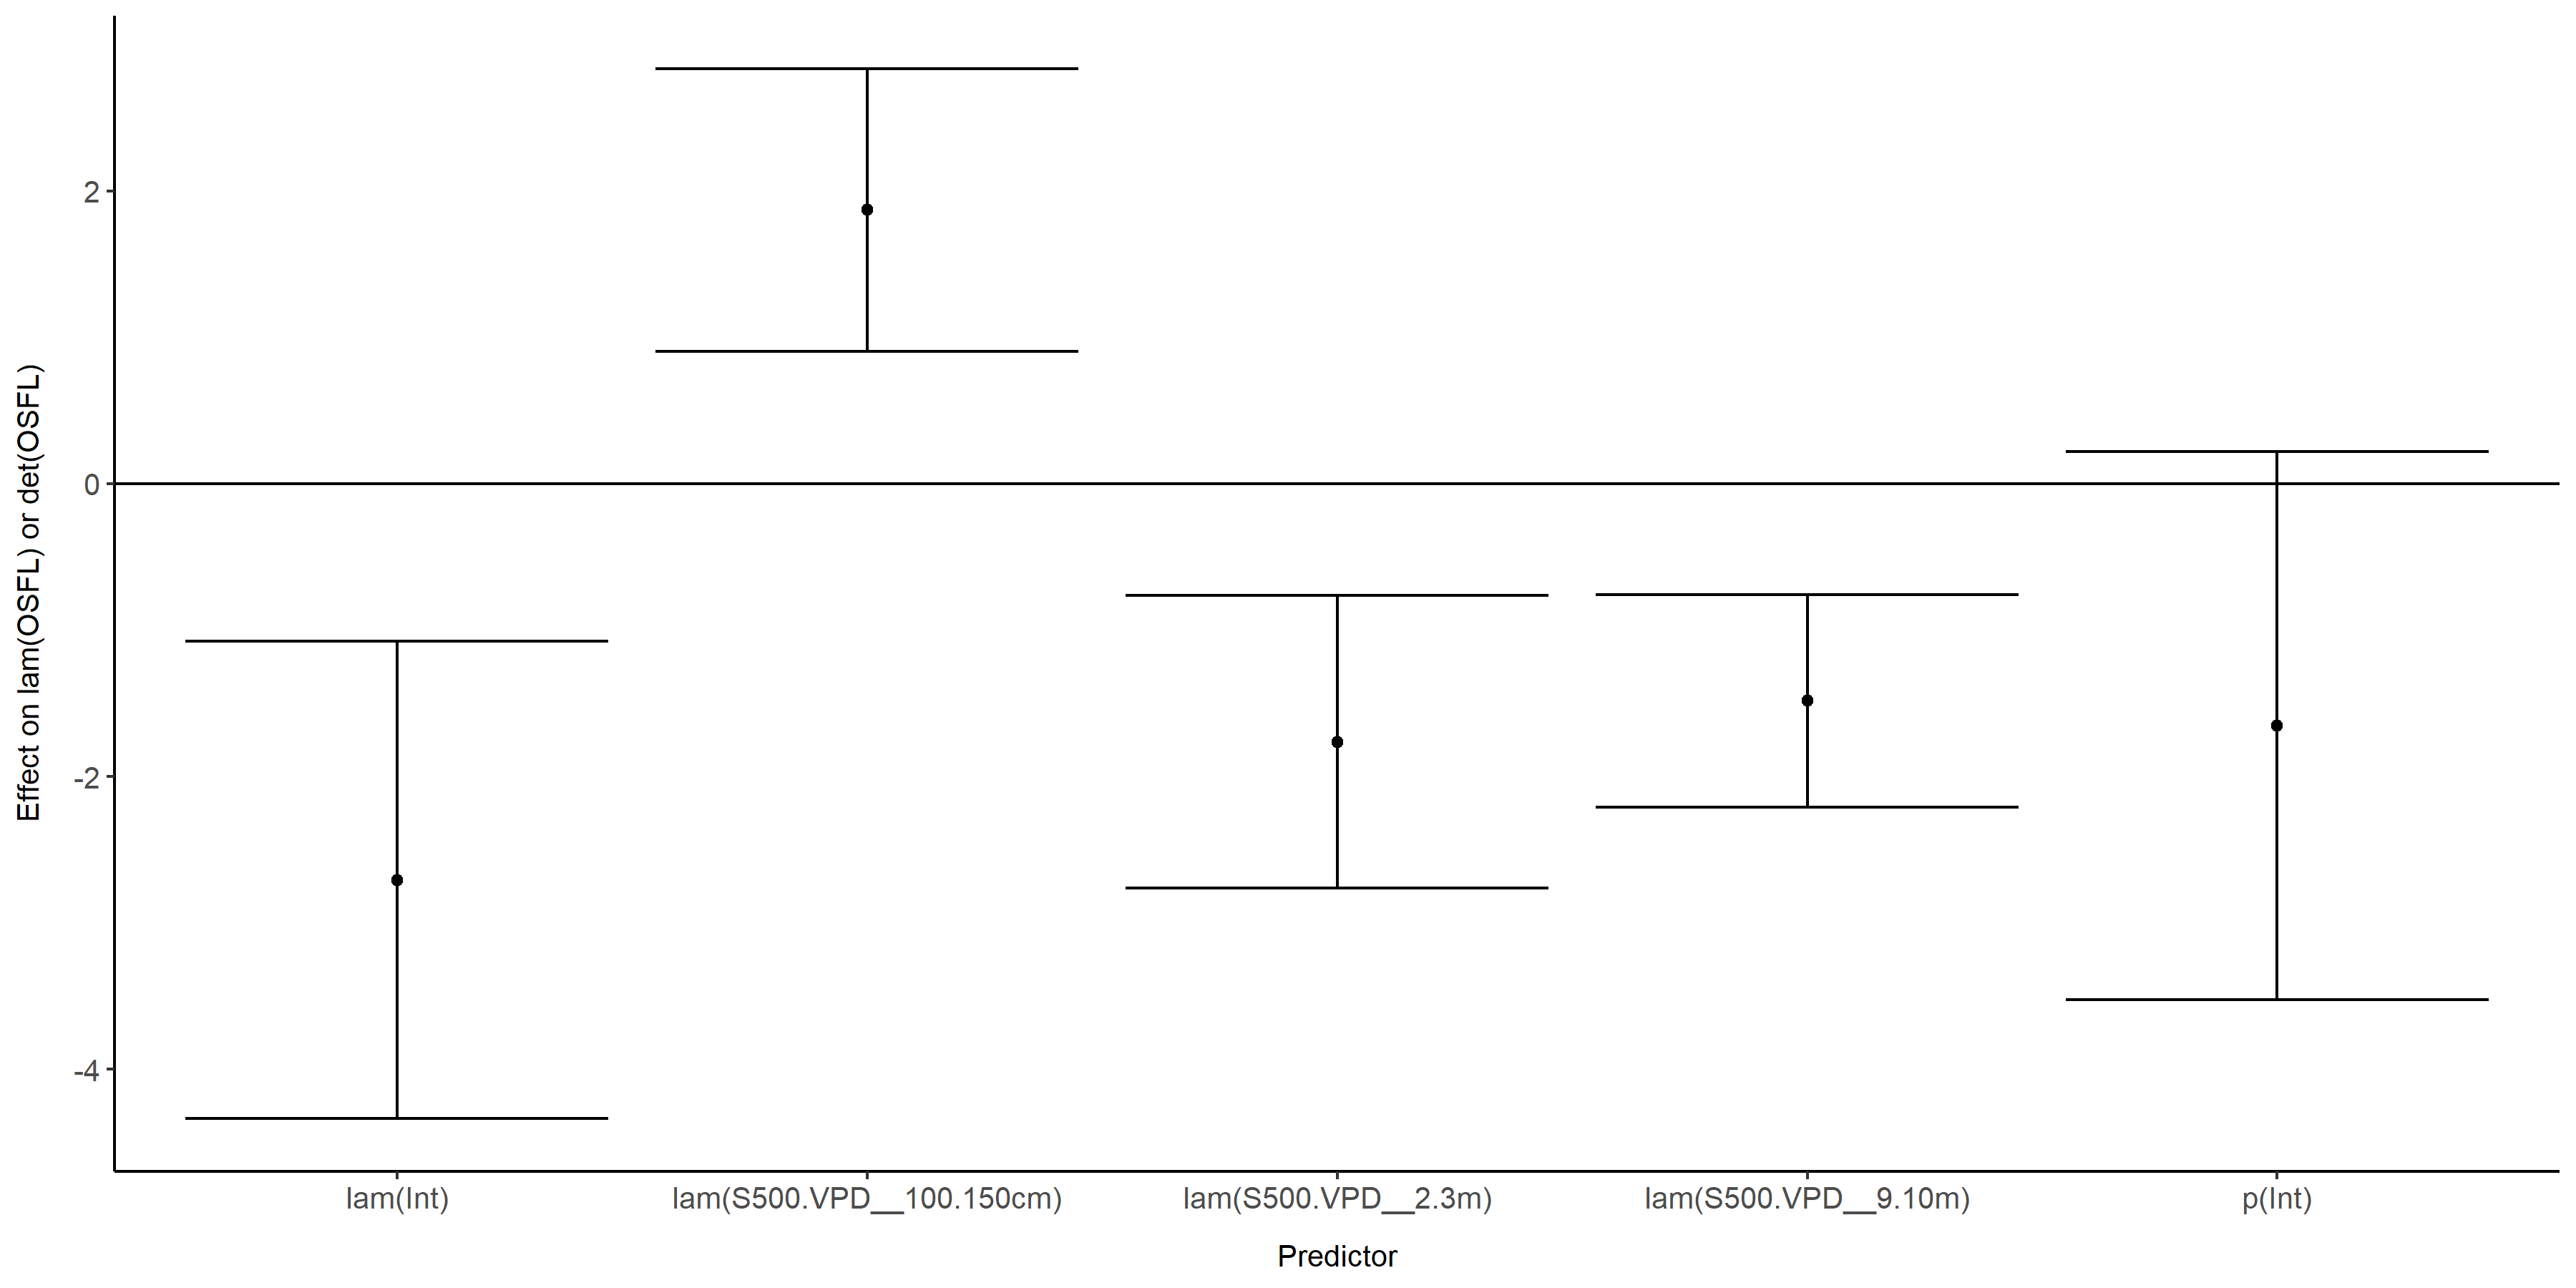 Effect on lam(OSFL) or det(OSFL)
2
0
-2
-4
lam(Int)
lam(S500.VPD__100.150cm)
lam(S500.VPD__2.3m)
lam(S500.VPD__9.10m)
p(Int)
Predictor